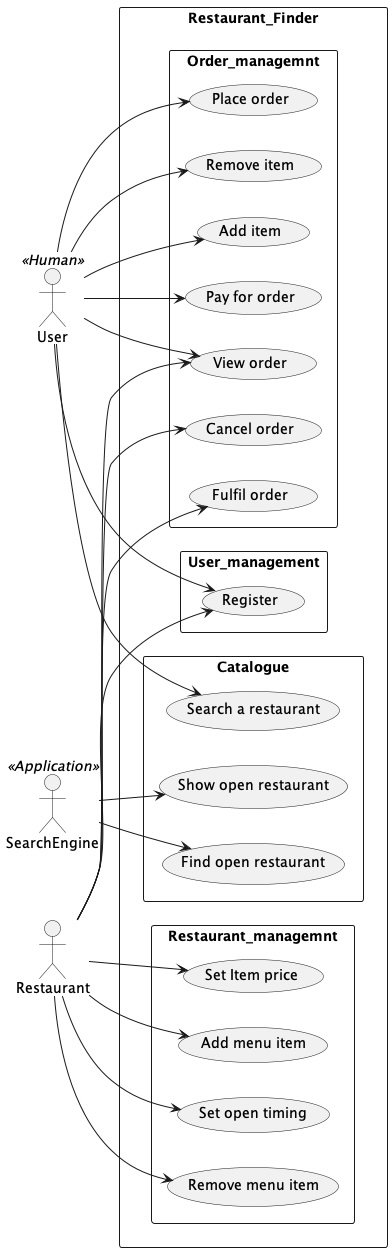 Restaurant_Finder
Order_managemnt
Place order
Remove item
Add item
«Human»
Pay for order
User
View order
Cancel order
Fulfil order
User_management
Register
Catalogue
Search a restaurant
«Application»
Show open restaurant
SearchEngine
Find open restaurant
Restaurant_managemnt
Set Item price
Restaurant
Add menu item
Set open timing
Remove menu item